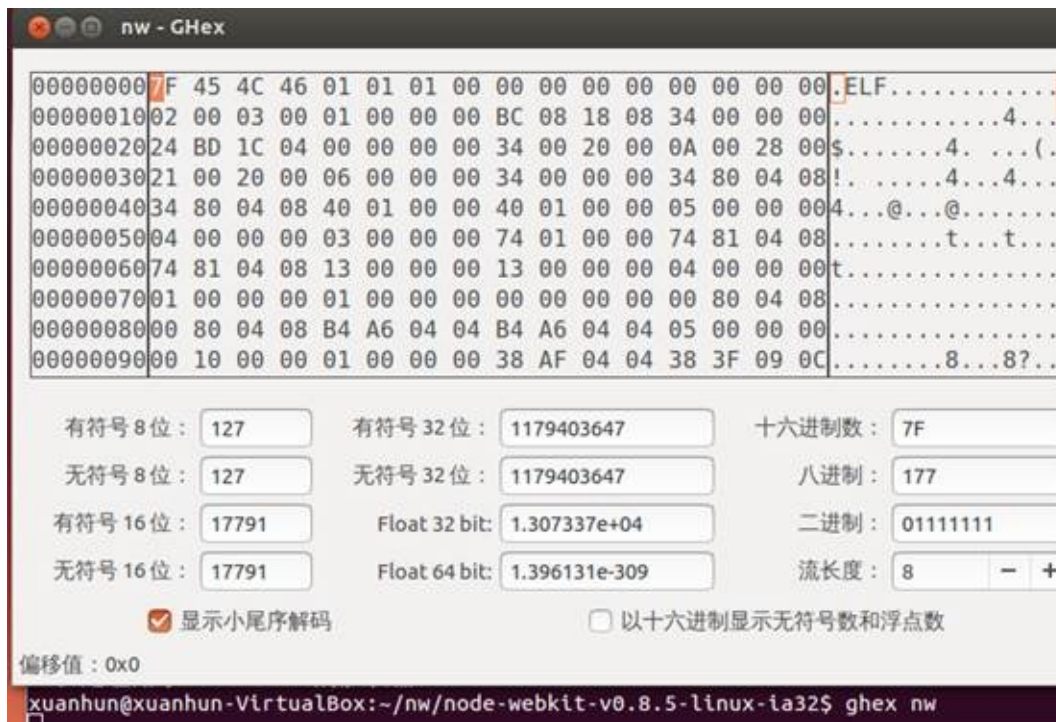 nw - GHex
00000000 7F 45 4C 46 01 01 01 00 00 00 00 00 00 00 00 00 .ELF............
00000010 02 00 03 00 01 00 00 00 BC 08 18 08 34 00 00 00 ............4...
00000020 24 BD 1C 04 00 00 00 00 34 00 20 00 0A 00 28 00 $.......4. ...(.
00000030 21 00 20 00 06 00 00 00 34 00 00 00 34 80 04 08 !. .....4...4...
00000040 34 80 04 08 40 01 00 00 40 01 00 00 05 00 00 00 4...@...@.......
00000050 04 00 00 00 03 00 00 00 74 01 00 00 74 81 04 08 ........t...t...
00000060 74 81 04 08 13 00 00 00 13 00 00 00 04 00 00 00 t...............
00000070 01 00 00 00 01 00 00 00 00 00 00 00 00 80 04 08 ................
00000080 00 80 04 08 B4 A6 04 04 B4 A6 04 04 05 00 00 00 ................
00000090 00 10 00 00 01 00 00 00 38 AF 04 04 38 3F 09 0C ........8...8?..
有符号 8 位： 127 有符号 32 位： 1179403647 十六进制数： 7F
无符号 8 位： 127 无符号 32 位： 1179403647 八进制： 177
有符号 16 位： 17791 Float 32 bit: 1.307337e+04 二进制： 01111111
无符号 16 位： 17791 Float 64 bit: 1.396131e-309 流长度： 8 − +
显示小尾序解码 以十六进制显示无符号数和浮点数
偏移值：0x0
xuanhun@xuanhun-VirtualBox:~/nw/node-webkit-v0.8.5-linux-ia32$ ghex nw